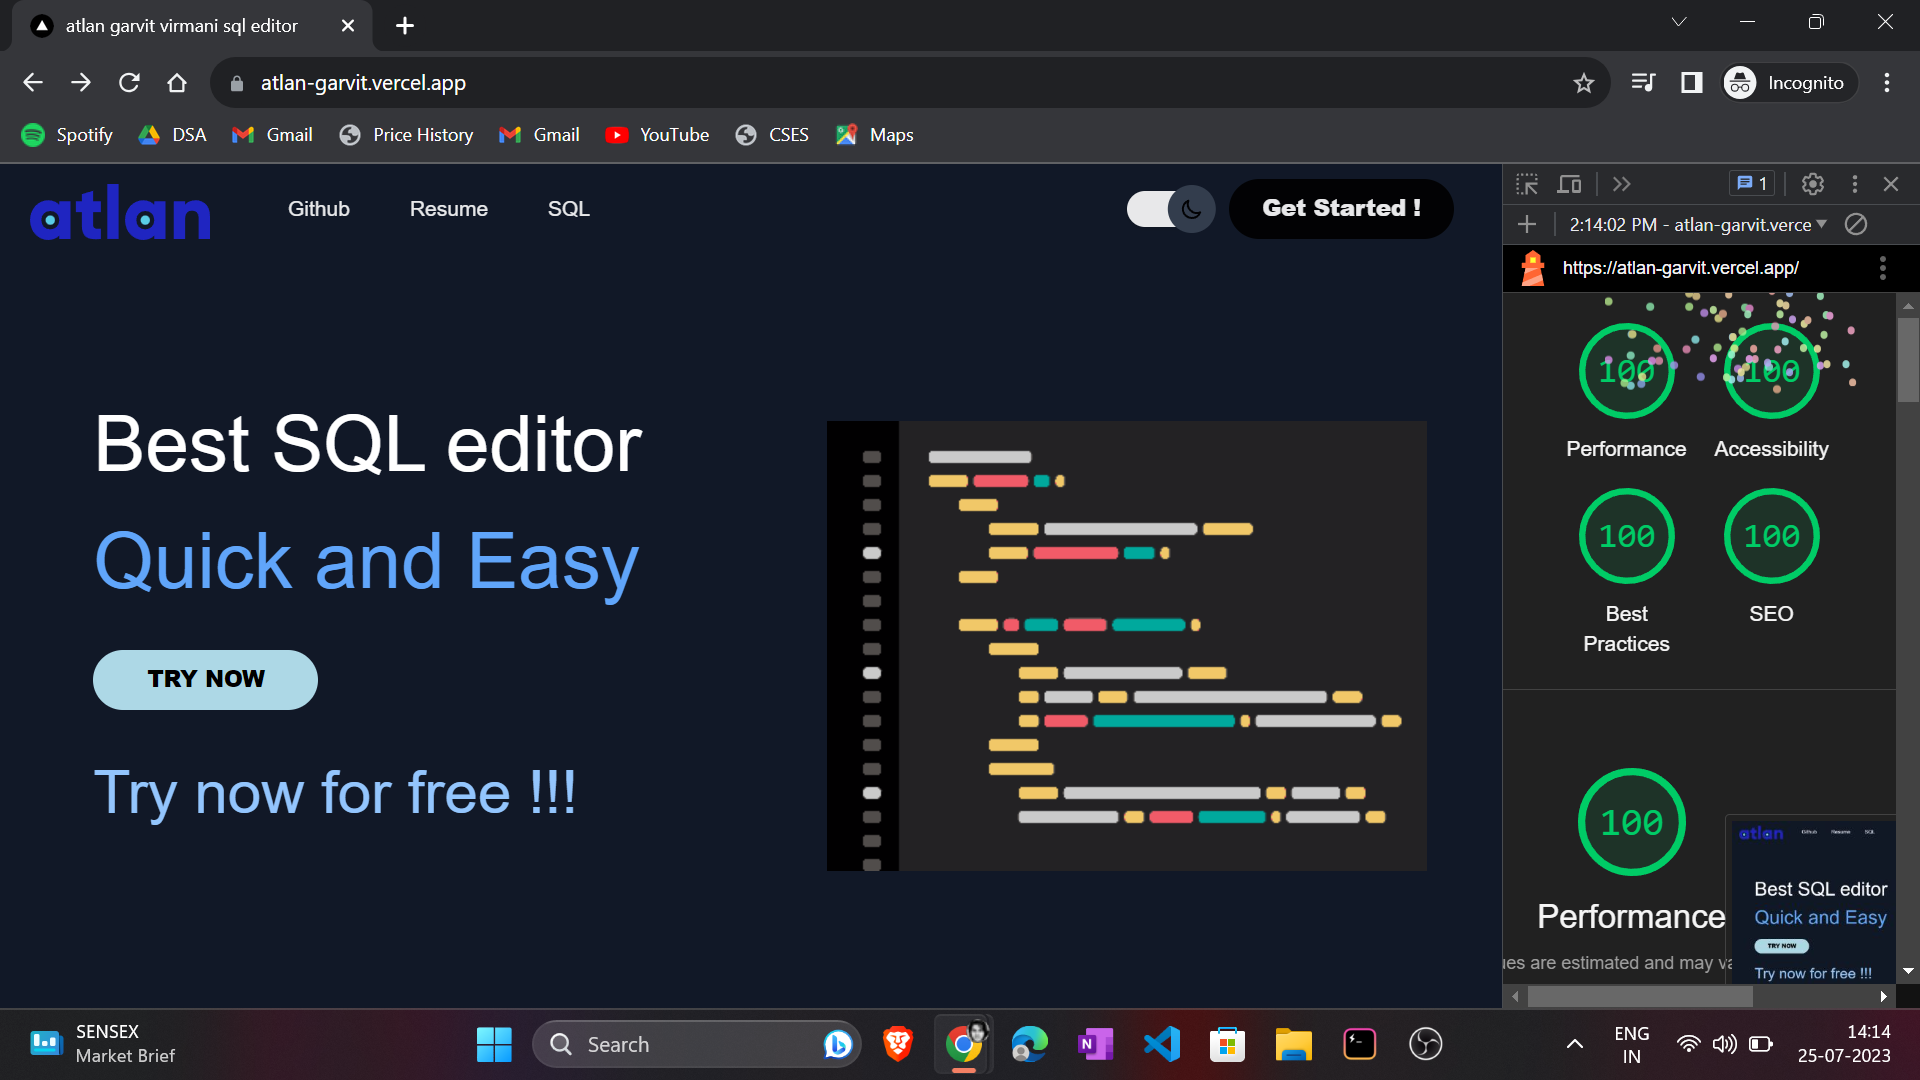 atlan garvit virmani sql editor
atlan-garvit.vercel.app
Incognito
Spotify DSA Gmail Price History Gmail YouTube CSES Maps
atlan Github Resume SQL Get Started !
1
2:14:02 PM - atlan-garvit.verce
https://atlan-garvit.vercel.app/
Best SQL editor
Quick and Easy
TRY NOW
Try now for free !!!
100 100
Performance Accessibility
100 100
Best
Practices
SEO
100
Performance
ues are estimated and may va
atlan Github Resume SQL
Best SQL editor
Quick and Easy
TRY NOW
Try now for free !!!
SENSEX
Market Brief
Search
ENG
IN
14:14
25-07-2023